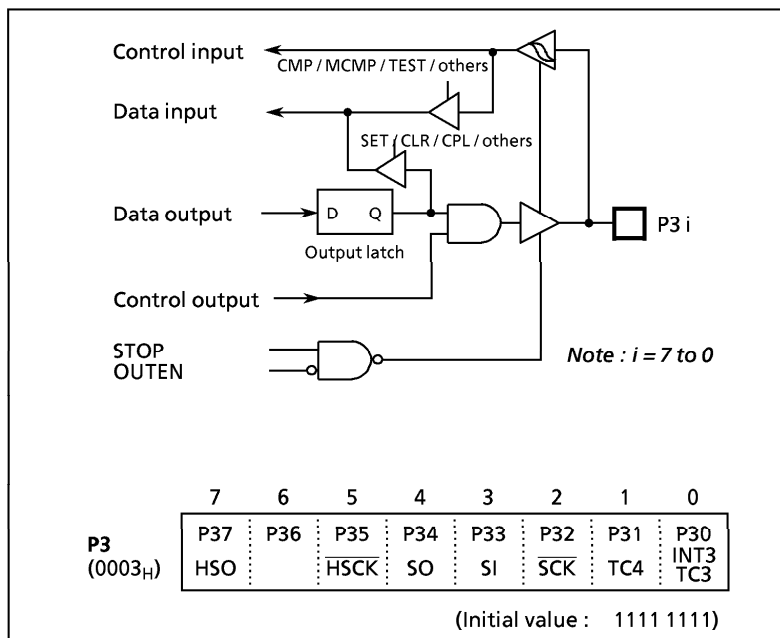 Control input
CMP / MCMP / TEST / others
Data input
SET / CLR / CPL / others
Data output
D Q
P3 i
Output latch
Control output
STOP
OUTEN
Note : i = 7 to 0
7 6 5 4 3 2 1 0
P3
(0003H)
P37 P36 P35 P34 P33 P32 P31 P30
HSO HSCK SO SI SCK TC4 INT3
TC3
(Initial value : 1111 1111)